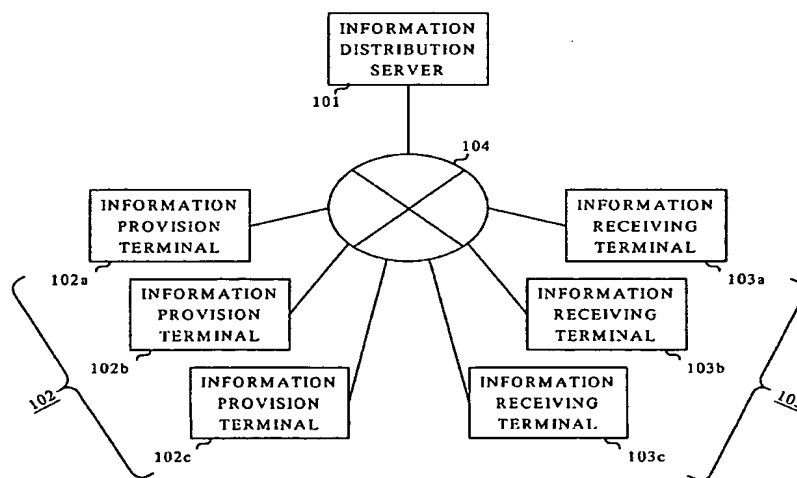 INFORMATION
DISTRIBUTION
SERVER
101
104
INFORMATION
PROVISION
TERMINAL
102a
INFORMATION
RECEIVING
TERMINAL
103a
INFORMATION
PROVISION
TERMINAL
102b
INFORMATION
RECEIVING
TERMINAL
103b
102
INFORMATION
PROVISION
TERMINAL
102c
INFORMATION
RECEIVING
TERMINAL
103c